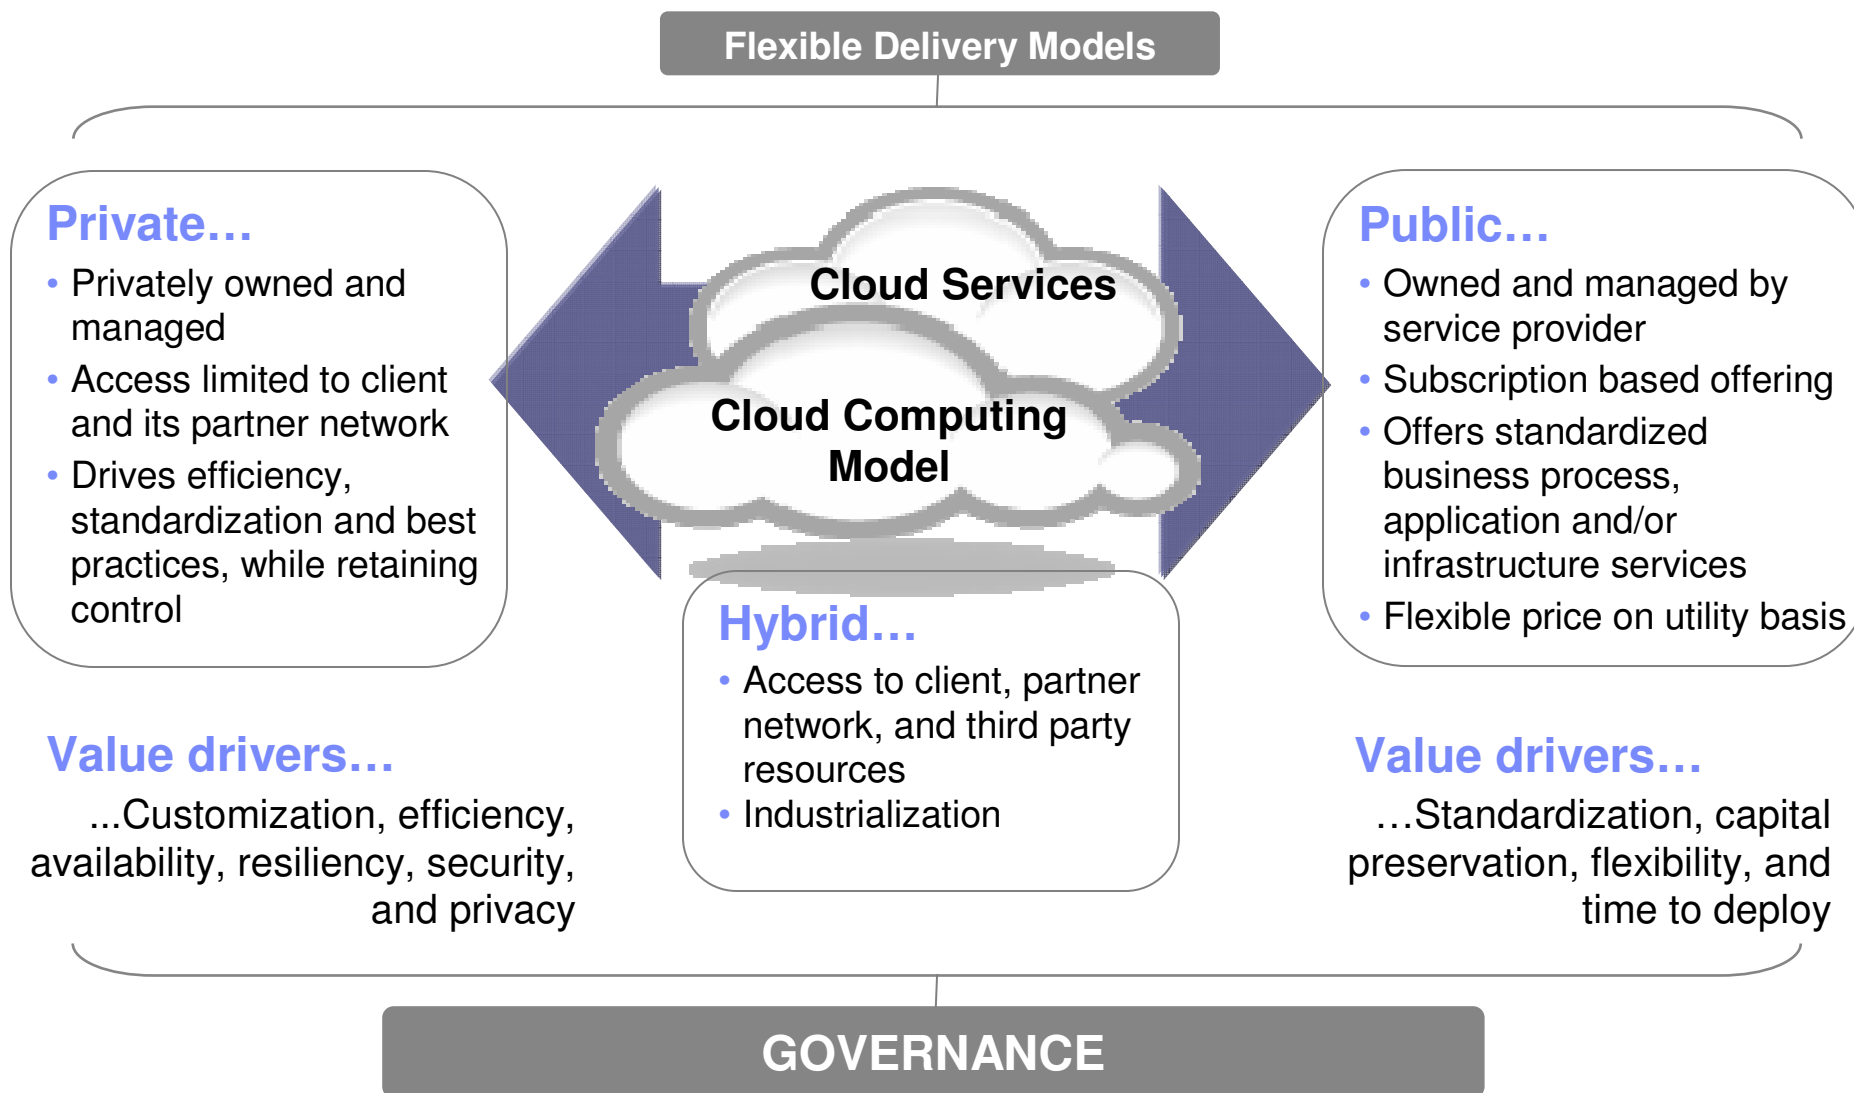 Flexible Delivery Models
Private…
• Privately owned and
managed
• Access limited to client
and its partner network
• Drives efficiency,
standardization and best
practices, while retaining
control
Cloud Services
Cloud Computing
Model
Public…
• Owned and managed by
service provider
• Subscription based offering
• Offers standardized
business process,
application and/or
infrastructure services
• Flexible price on utility basis
Hybrid…
• Access to client, partner
network, and third party
resources
• Industrialization
Value drivers…
...Customization, efficiency,
availability, resiliency, security,
and privacy
Value drivers…
…Standardization, capital
preservation, flexibility, and
time to deploy
GOVERNANCE